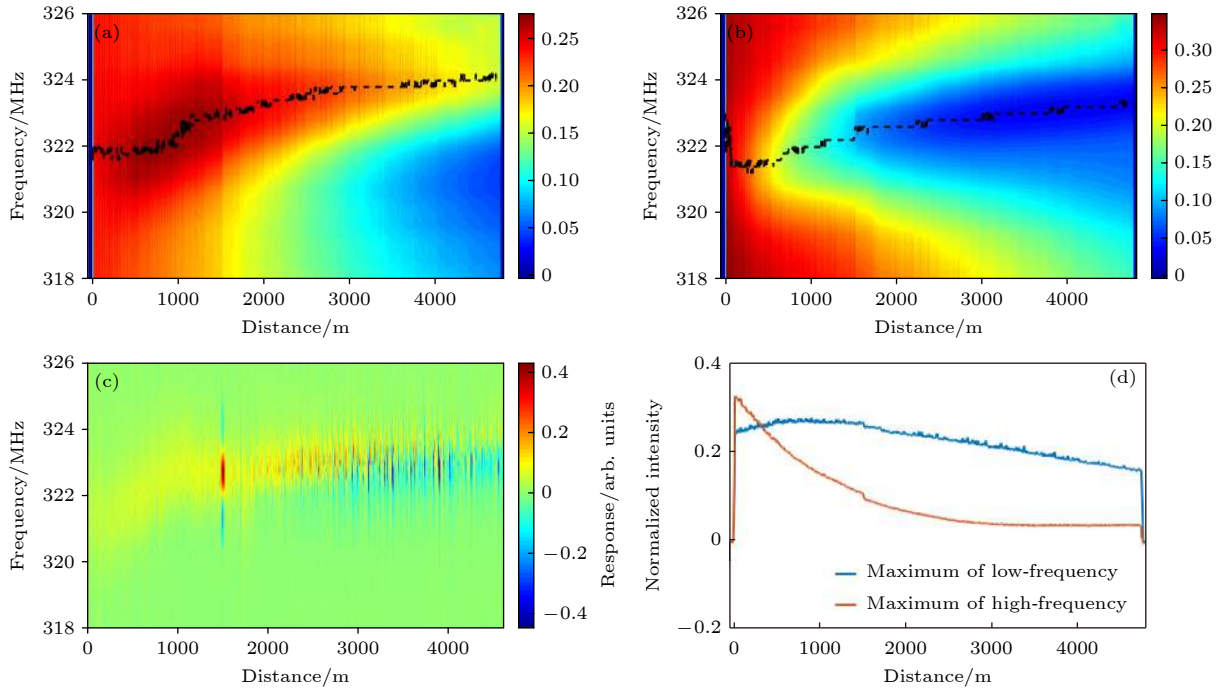 326
324
322
320
318
Frequency/MHz
(a)
0 1000 2000 3000 4000
Distance/m
0.25
0.20
0.15
0.10
0.05
0
326
324
322
320
318
Frequency/MHz
(b)
0 1000 2000 3000 4000
Distance/m
0.30
0.25
0.20
0.15
0.10
0.05
0
326
324
322
320
318
Frequency/MHz
(c)
0 1000 2000 3000 4000
Distance/m
0.4
0.2
0
−0.2
−0.4
Response/arb. units
0.4
0.2
0
−0.2
Normalized intensity
(d)
Maximum of low-frequency
Maximum of high-frequency
0 1000 2000 3000 4000
Distance/m